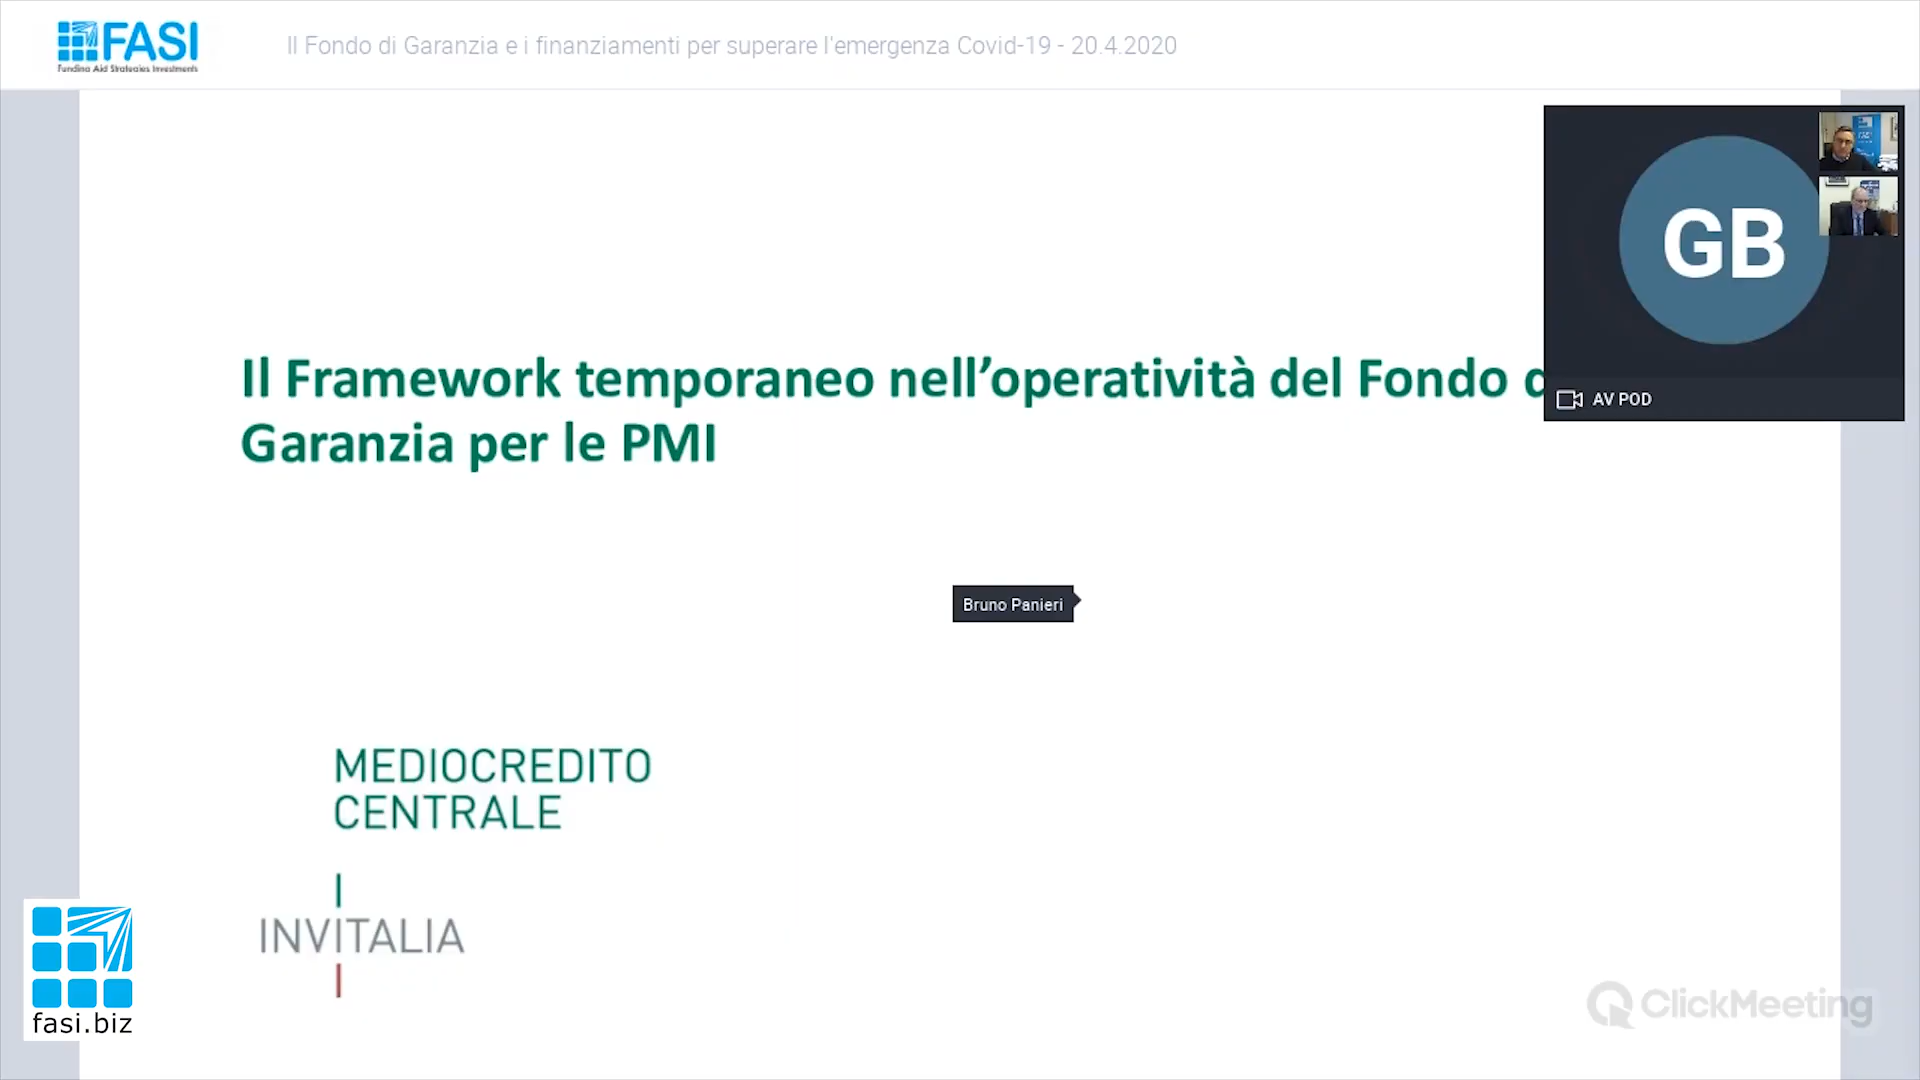 FASI
Funding Aid Strategies Investments
Il Fondo di Garanzia e i finanziamenti per superare l'emergenza Covid-19 - 20.4.2020
GB
AV POD
Il Framework temporaneo nell’operatività del Fondo d
Garanzia per le PMI
Bruno Panieri
MEDIOCREDITO
CENTRALE
INVITALIA
fasi.biz
ClickMeeting